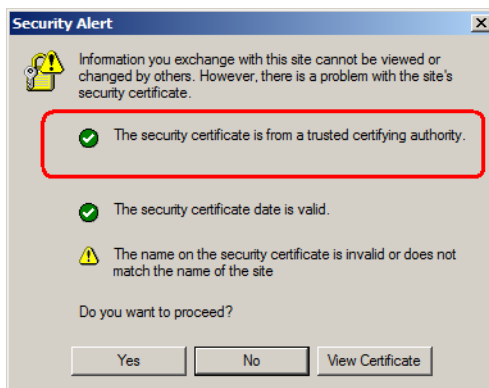 Security Alert
Information you exchange with this site cannot be viewed or
changed by others. However, there is a problem with the site's
security certificate.
The security certificate is from a trusted certifying authority.
The security certificate date is valid.
The name on the security certificate is invalid or does not
match the name of the site
Do you want to proceed?
Yes
No
View Certificate